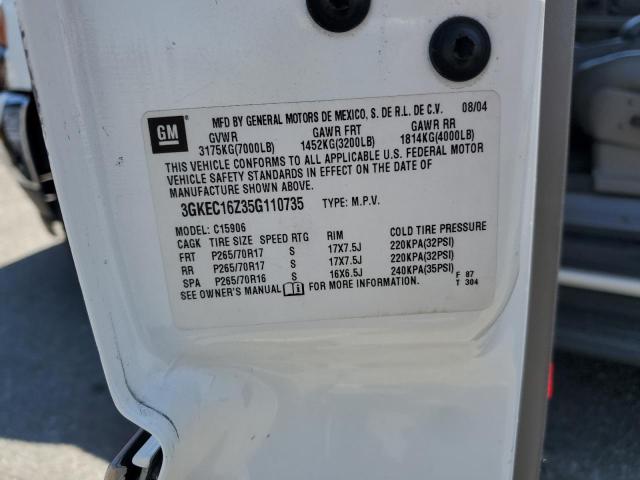 MFD BY GENERAL MOTORS DE MEXICO, S. DE R.L. DE C.V. 08/04
GM
GVWR GAWR FRT GAWR RR
3175KG(7000LB) 1452KG(3200LB) 1814KG(4000LB)
THIS VEHICLE CONFORMS TO ALL APPLICABLE U.S. FEDERAL MOTOR
VEHICLE SAFETY STANDARDS IN EFFECT ON THE DATE OF
MANUFACTURE SHOWN ABOVE.
3GKEC16Z35G110735 TYPE: M.P.V.
MODEL: C15906
CAGK TIRE SIZE SPEED RTG RIM COLD TIRE PRESSURE
FRT P265/70R17 S 17X7.5J 220KPA(32PSI)
RR P265/70R17 S 17X7.5J 220KPA(32PSI)
SPA P265/70R16 S 16X6.5J 240KPA(35PSI) F 87
SEE OWNER'S MANUAL FOR MORE INFORMATION. T 304